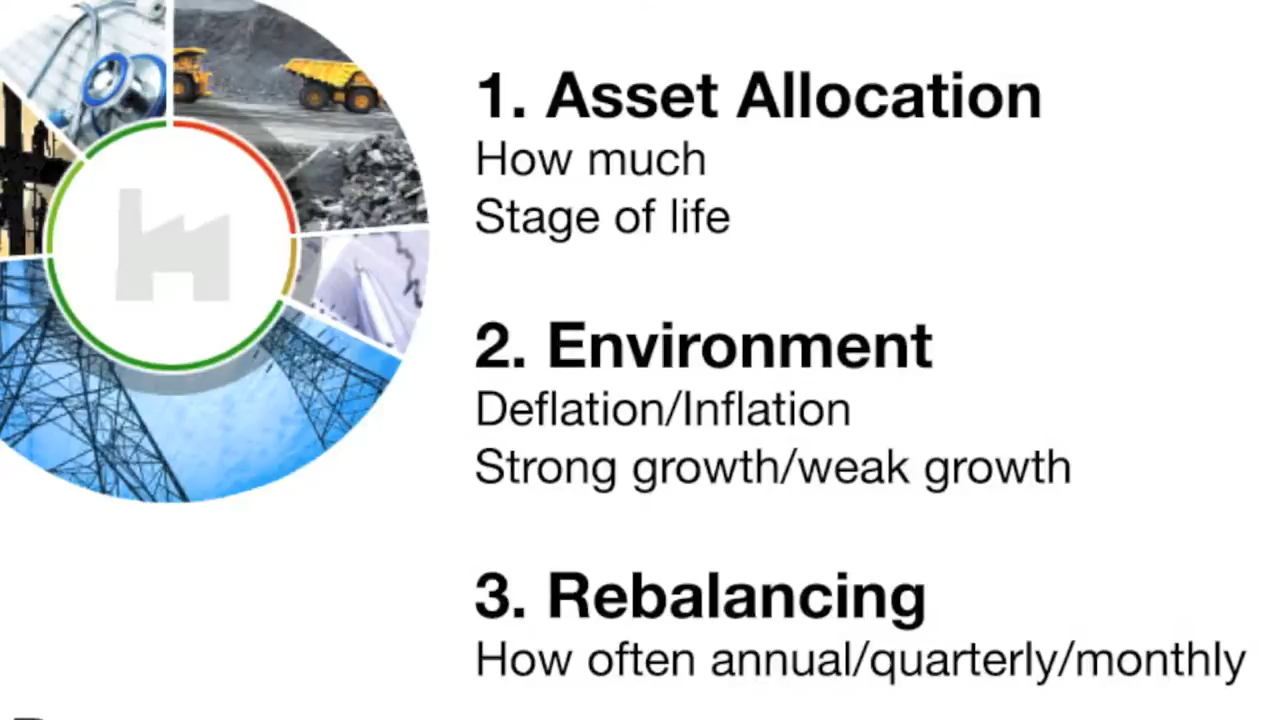 1. Asset Allocation
How much
Stage of life
2. Environment
Deflation/Inflation
Strong growth/weak growth
3. Rebalancing
How often annual/quarterly/monthly